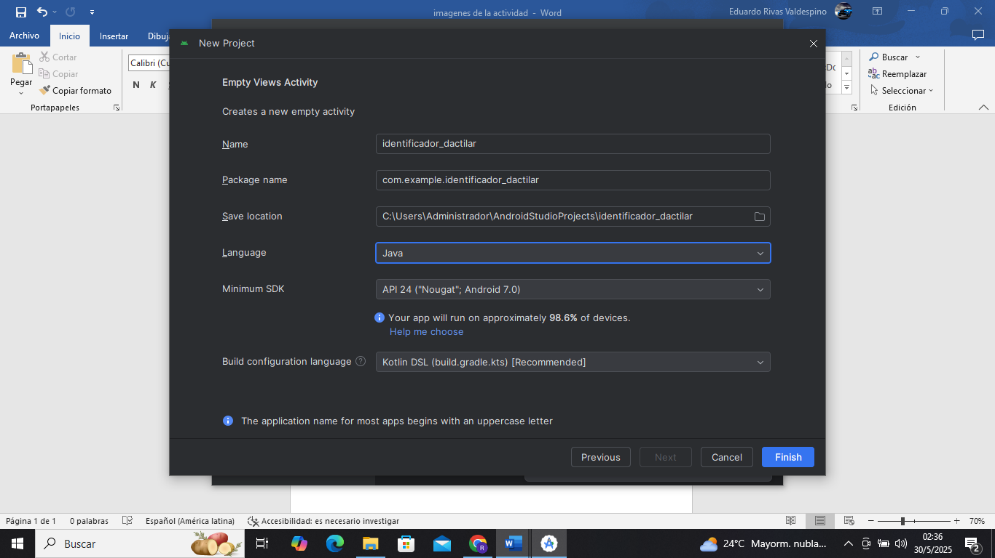 imagenes de la actividad - Word
Eduardo Rivas Valdespino
Archivo
Inicio
Insertar
Dibuj
Pegar
Cortar
Copiar
Copiar formato
Portapapeles
Calibri (Cu
N K
Buscar
Reemplazar
Seleccionar
Edición
New Project
Empty Views Activity
Creates a new empty activity
Name
identificador_dactilar
Package name
com.example.identificador_dactilar
Save location
C:\Users\Administrador\AndroidStudioProjects\identificador_dactilar
Language
Java
Minimum SDK
API 24 ("Nougat"; Android 7.0)
Your app will run on approximately 98.6% of devices.
Help me choose
Build configuration language
Kotlin DSL (build.gradle.kts) [Recommended]
The application name for most apps begins with an uppercase letter
Previous
Next
Cancel
Finish
Página 1 de 1
0 palabras
Español (América latina)
Accesibilidad: es necesario investigar
70%
Buscar
24°C Mayorm. nubla...
02:36
30/5/2025
2